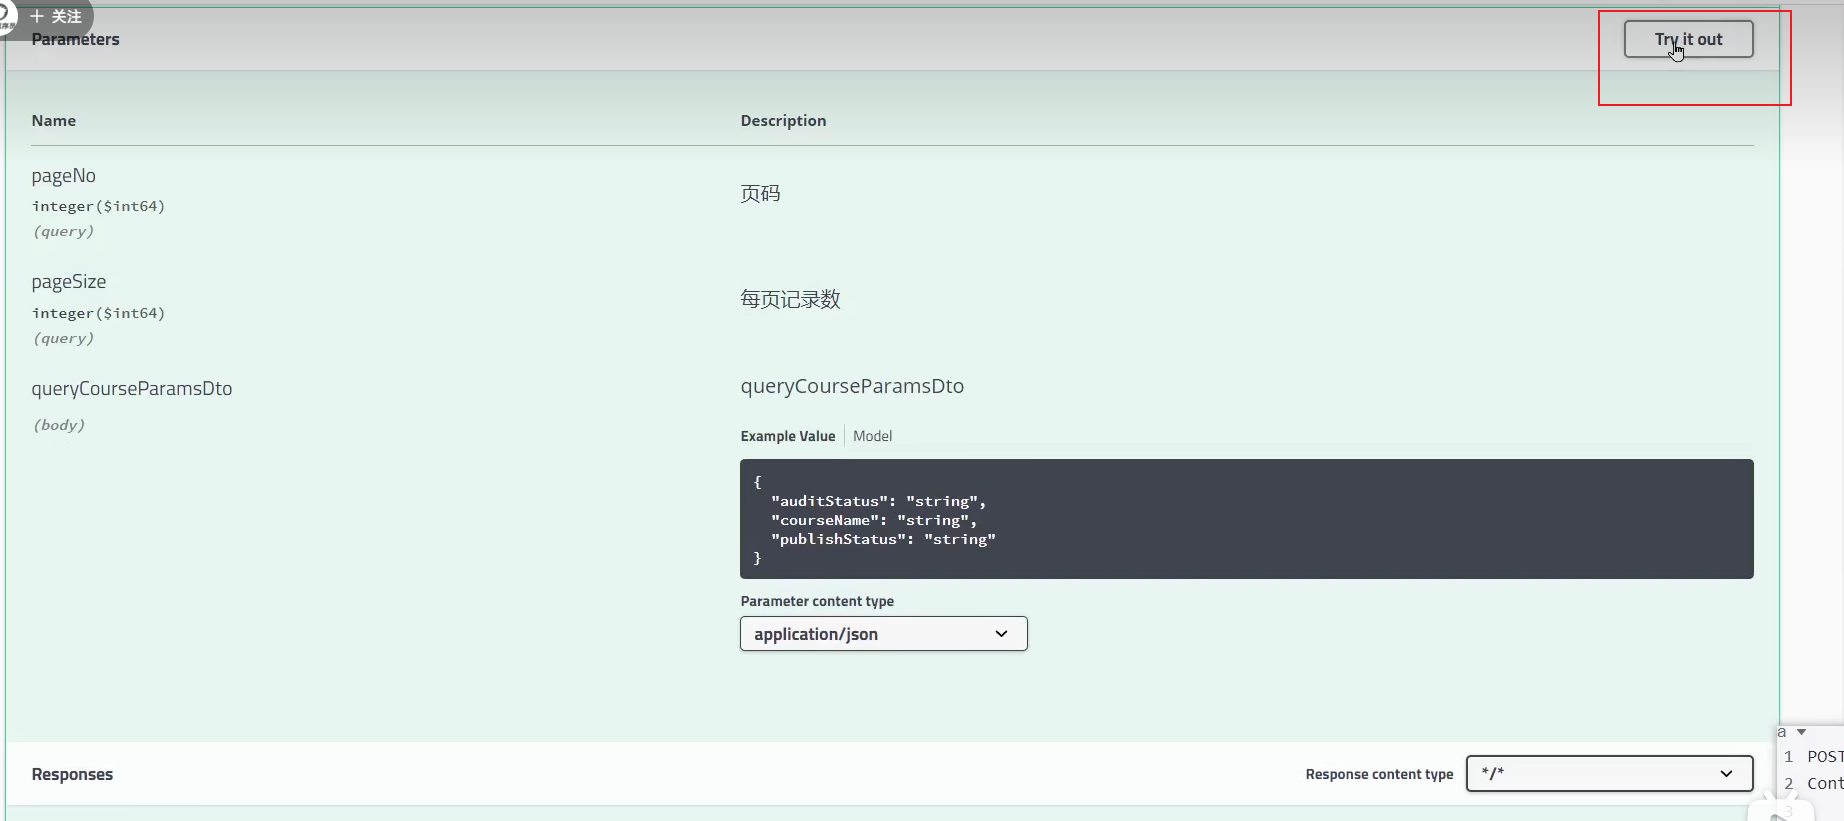 + 关注
Parameters
Try it out
Name
Description
pageNo
integer($int64)
(query)
页码
pageSize
integer($int64)
(query)
每页记录数
queryCourseParamsDto
(body)
queryCourseParamsDto
Example Value
Model
{
"auditStatus": "string",
"courseName": "string",
"publishStatus": "string"
}
Parameter content type
application/json
Responses
Response content type
*/*
a
1 POST
2 Cont
3